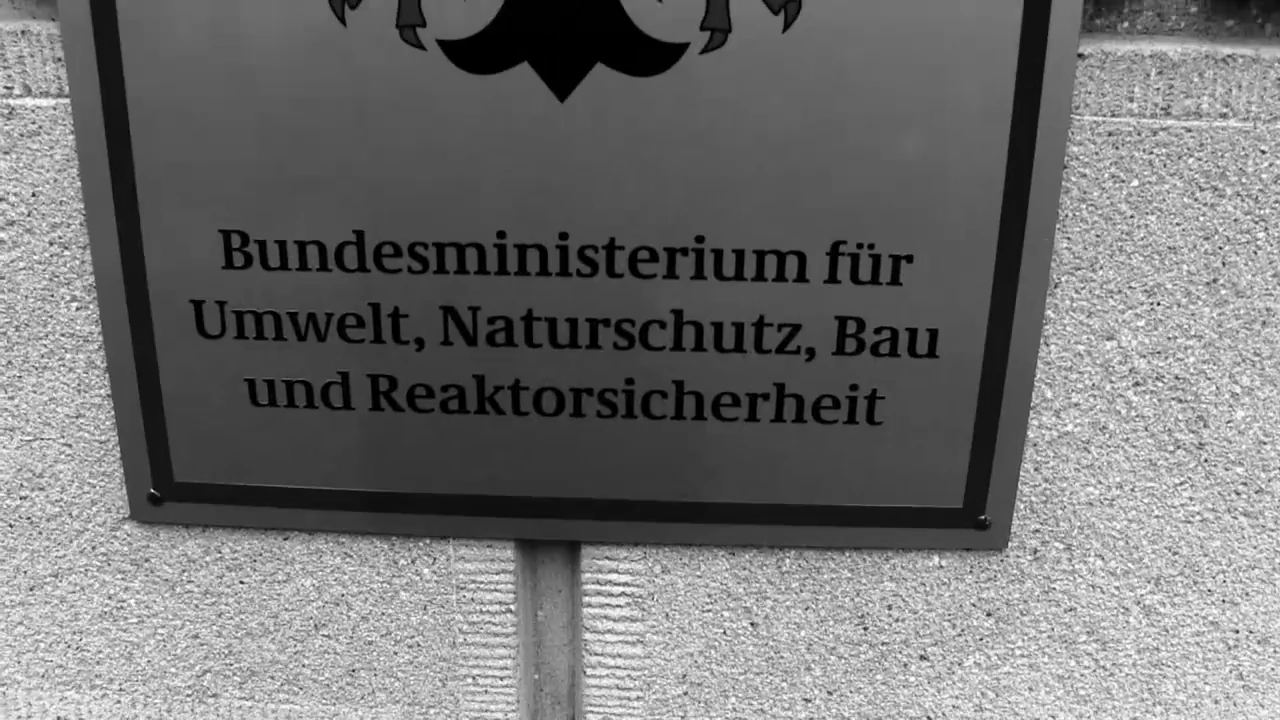 Bundesministerium für
Umwelt, Naturschutz, Bau
und Reaktorsicherheit